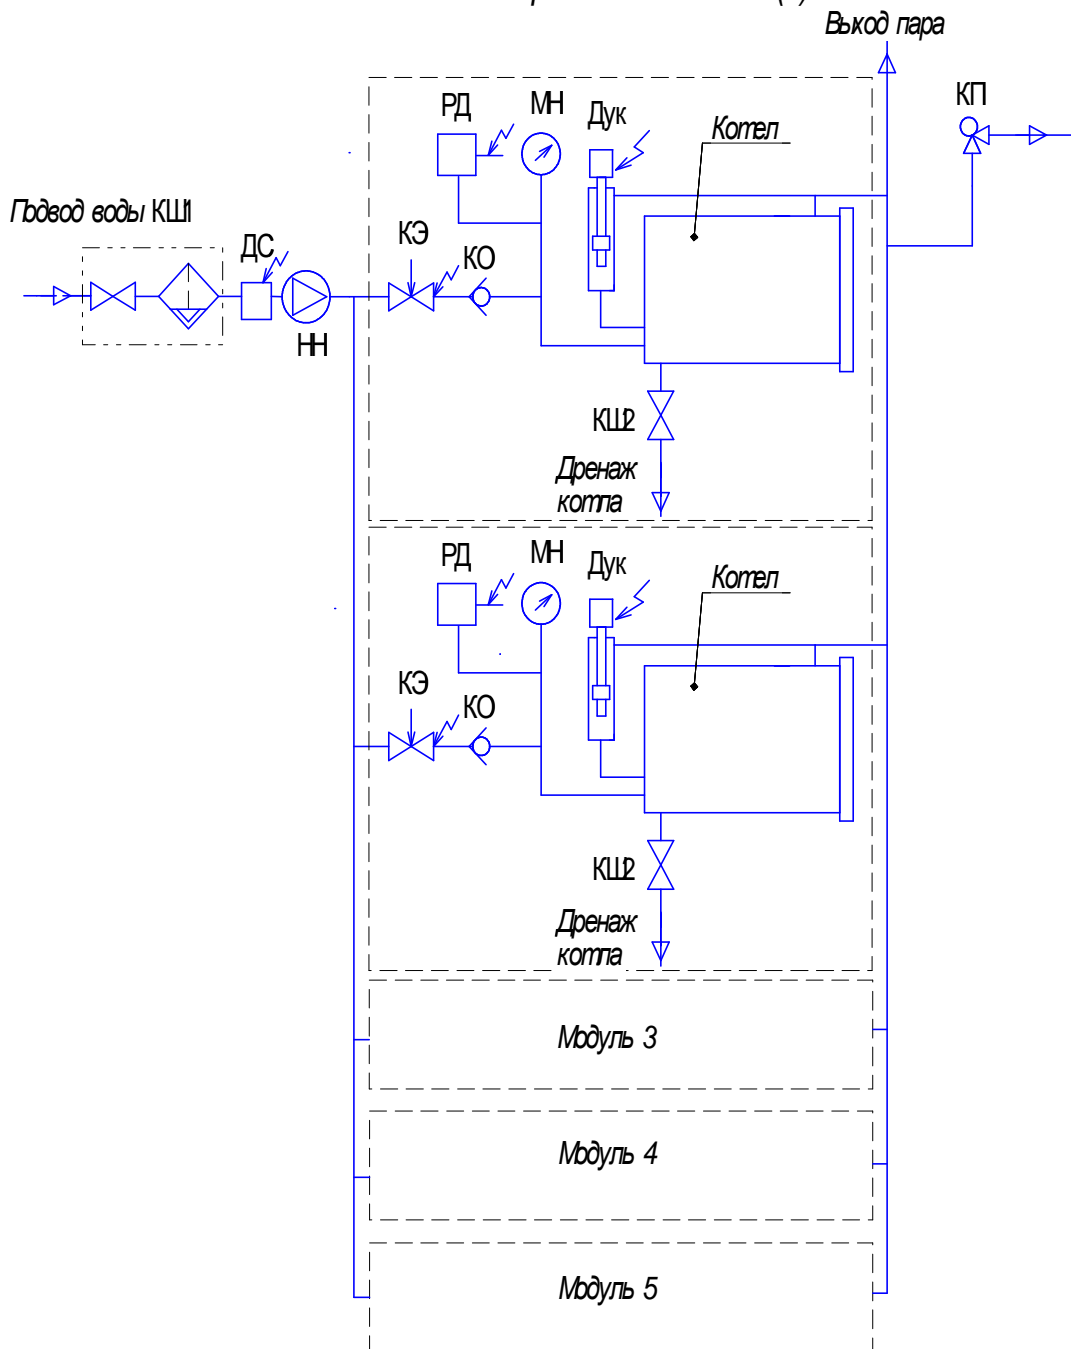 Выход пара
КП
РД
МН
Дук
Котел
Подвод воды КШ1
ДС
КЭ
КО
НН
КШ2
Дренаж
котла
РД
МН
Дук
Котел
КЭ
КО
КШ2
Дренаж
котла
Модуль 3
Модуль 4
Модуль 5